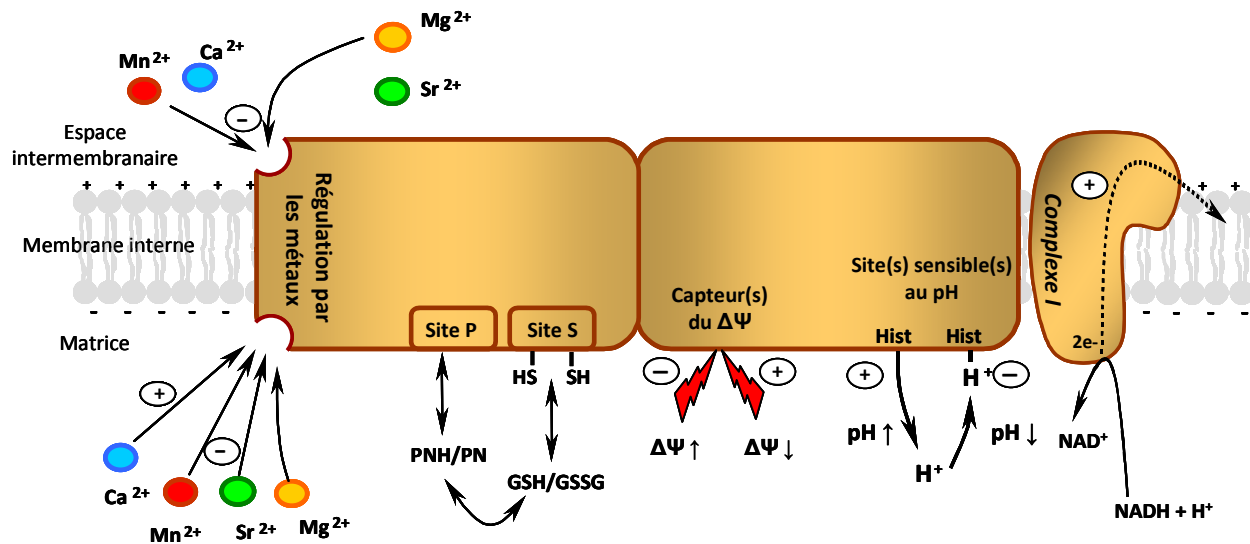 Mg²⁺
Ca²⁺
Mn²⁺
Sr²⁺
−
Espace
intermembranaire
+ + + + + +
+ + +
Régulation par
les métaux
Complexe I
+
Membrane interne
Site(s) sensible(s)
au pH
Capteur(s)
du ΔΨ
- - - - - -
- - - -
Matrice
Site P
Site S
Hist
Hist
2e-
HS
SH
− + + H⁺ −
+
ΔΨ ↑
ΔΨ ↓
pH ↑
pH ↓
NAD⁺
−
PNH/PN
H⁺
GSH/GSSG
Ca²⁺
Mn²⁺
Sr²⁺
Mg²⁺
NADH + H⁺